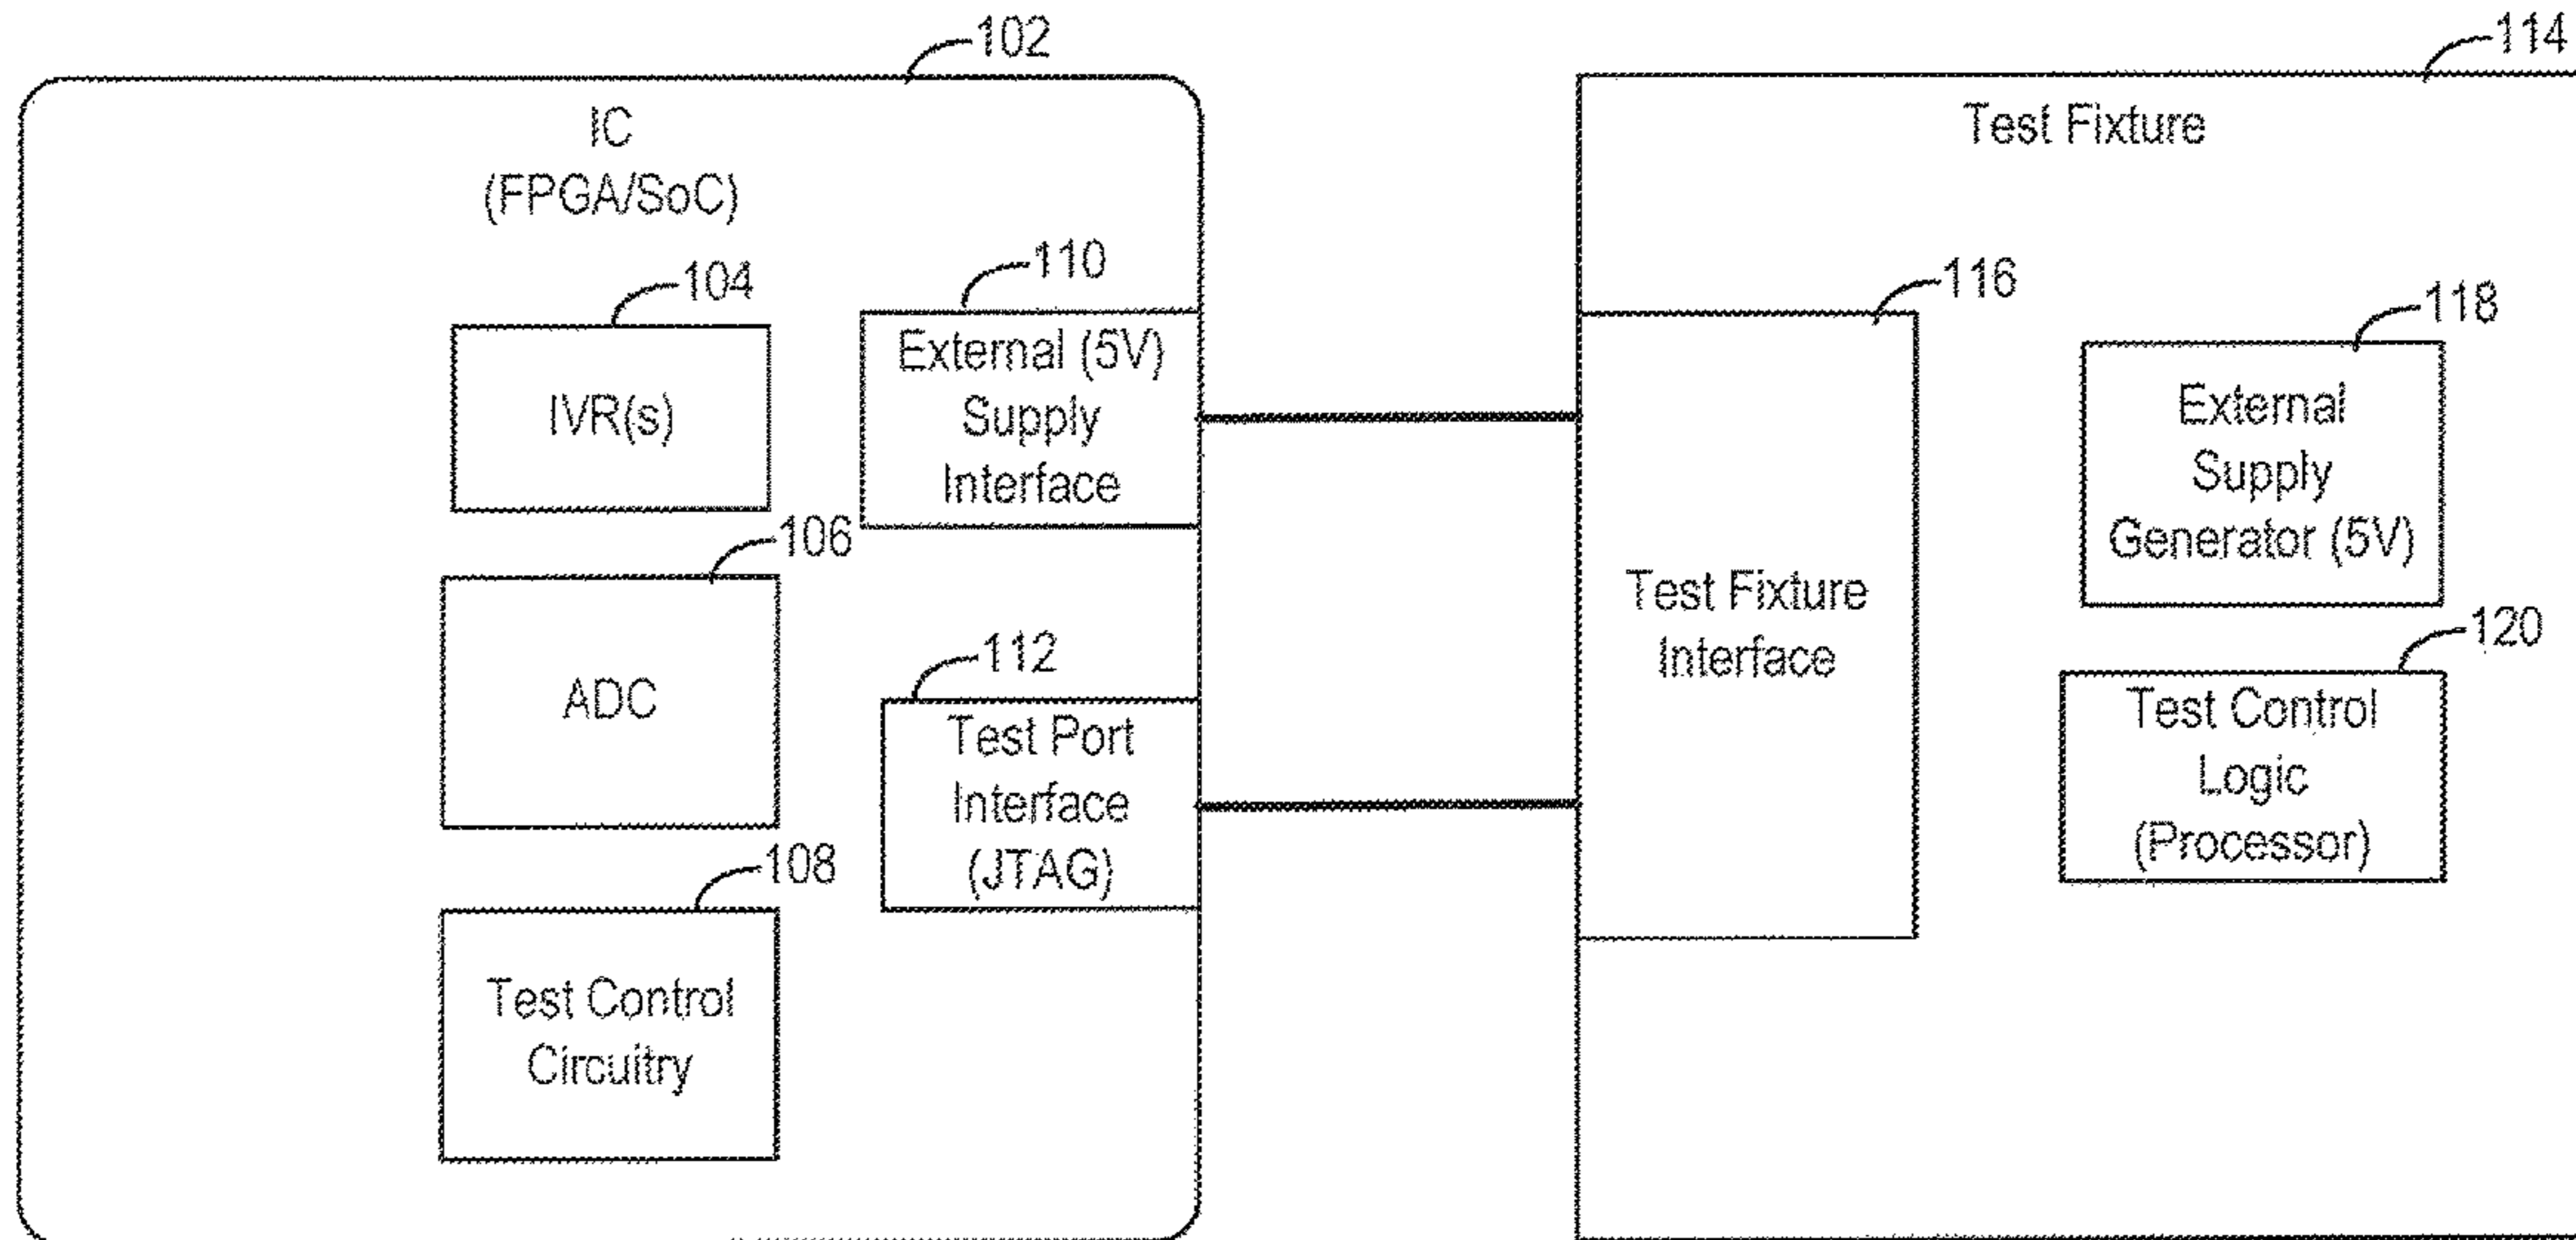 102
IC
(FPGA/SoC)
104
IVR(s)
110
External (5V)
Supply
Interface
106
ADC
112
Test Port
Interface
(JTAG)
108
Test Control
Circuitry
114
Test Fixture
116
Test Fixture
Interface
118
External
Supply
Generator (5V)
120
Test Control
Logic
(Processor)